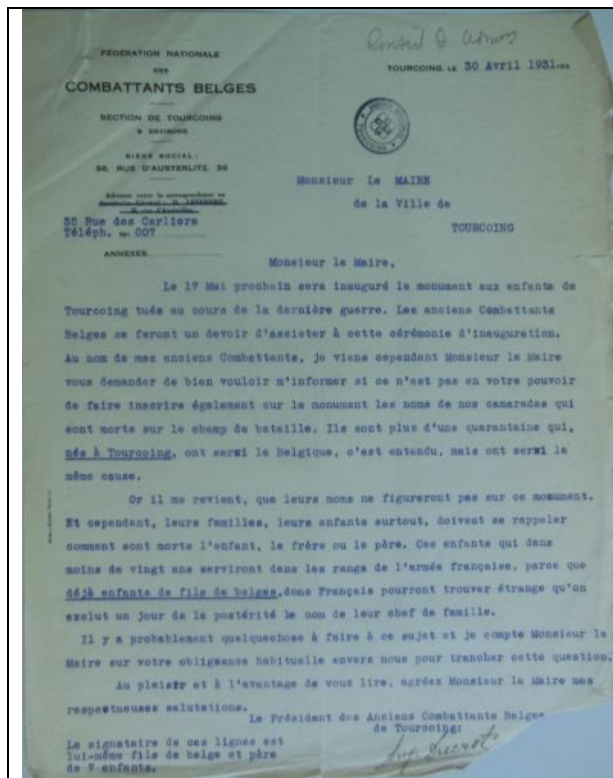 Conseil d'
FÉDÉRATION NATIONALE
DES
COMBATTANTS BELGES
SECTION DE TOURCOING
& ENVIRONS
SIÈGE SOCIAL :
36, RUE D'AUSTERLITZ, 36
Adresser toute la correspondance au
55 Rue des Carliers
Téléph. No 007
ANNEXES
TOURCOING, LE 30 Avril 1931
Monsieur Le MAIRE
de la Ville de
TOURCOING
Monsieur le Maire,
Le 17 Mai prochain sera inauguré le monument aux enfants de
Tourcoing tués au cours de la dernière guerre. Les anciens Combattants
Belges se feront un devoir d'assister à cette cérémonie d'inauguration.
Au nom de mes anciens Combattants, je viens cependant Monsieur le Maire
vous demander de bien vouloir m'informer si ce n'est pas en votre pouvoir
de faire inscrire également sur le monument les noms de nos camarades qui
sont morts sur le champ de bataille. Ils sont plus d'une quarantaine qui,
nés à Tourcoing, ont servi la Belgique, c'est entendu, mais ont servi la
même cause.
Or il me revient, que leurs noms ne figureront pas sur ce monument.
Et cependant, leurs familles, leurs enfants surtout, doivent se rappeler
comment sont morts l'enfant, le frère ou le père. Ces enfants qui dans
moins de vingt ans serviront dans les rangs de l'armée française, parce que
déjà enfants de fils de belges, donc Français pourront trouver étrange qu'on
exclut un jour de la postérité le nom de leur chef de famille.
Il y a probablement quelquechose à faire à ce sujet et je compte Monsieur le
Maire sur votre obligeance habituelle envers nous pour trancher cette question.
Au plaisir et à l'avantage de vous lire, agréez Monsieur le Maire mes
respectueuses salutations.
Le Président des Anciens Combattants Belges
de Tourcoing:
Le signataire de ces lignes est
lui-même fils de belge et père
de 7 enfants.